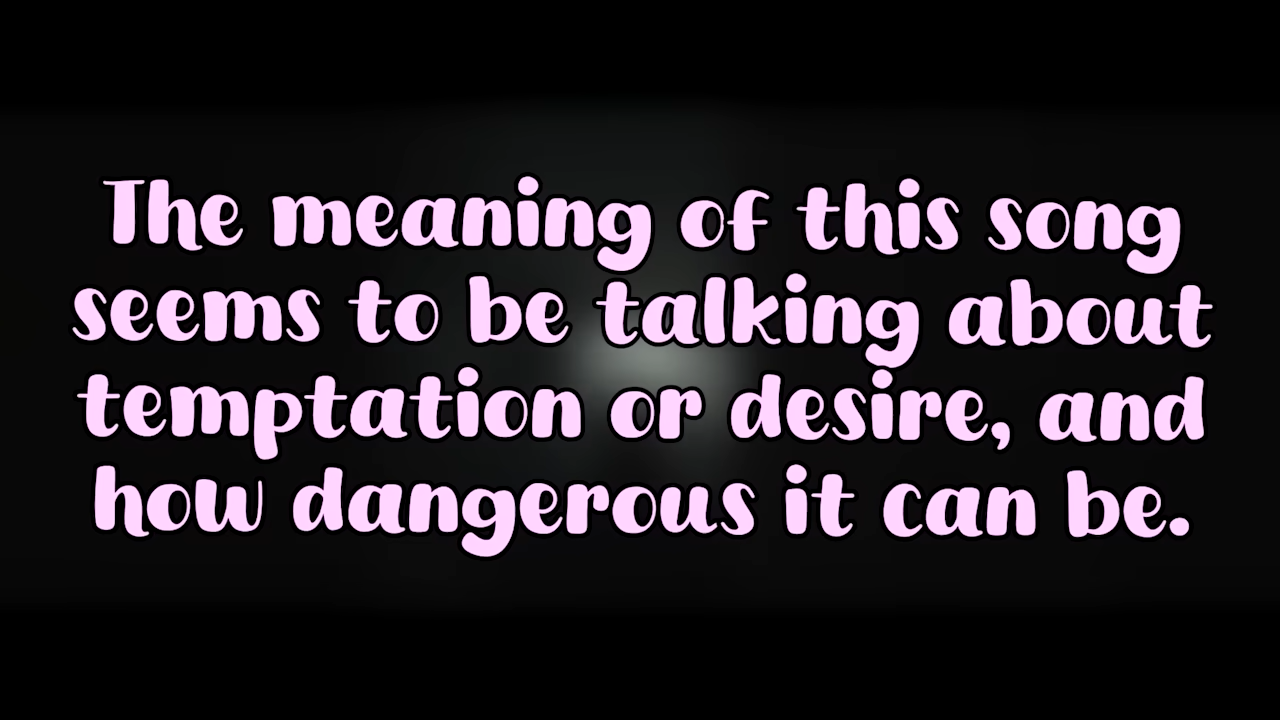 The meaning of this song
seems to be talking about
temptation or desire, and
how dangerous it can be.